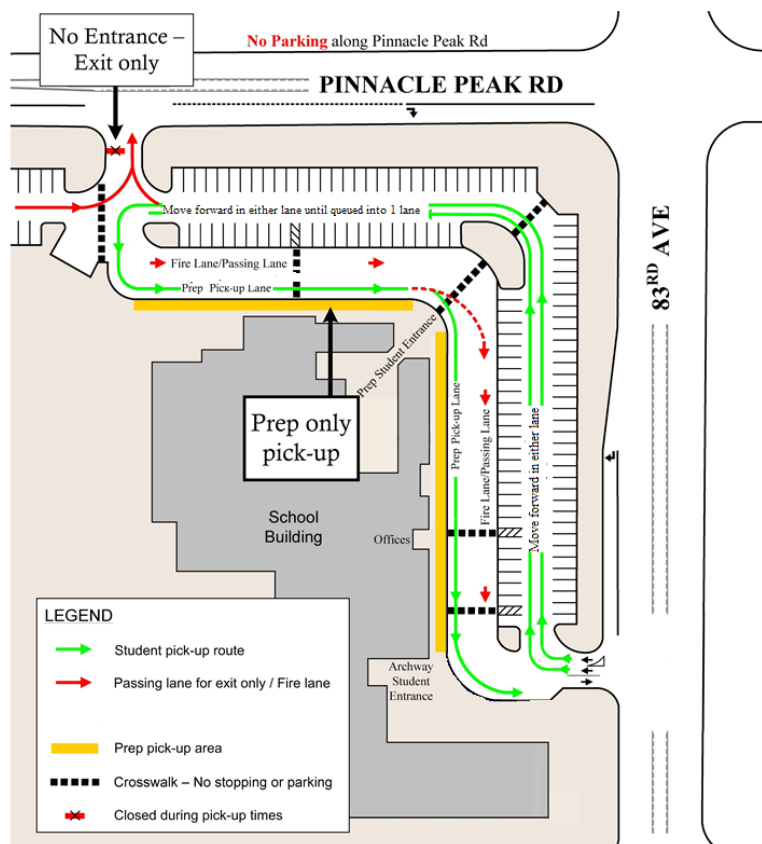 No Entrance –
Exit only
No Parking along Pinnacle Peak Rd
PINNACLE PEAK RD
Move forward in either lane until queued into 1 lane
Fire Lane/Passing Lane
Prep Pick-up Lane
83RD AVE
Prep Student Entrance
Prep only
pick-up
Prep Pick-up Lane
Fire Lane/Passing Lane
Move forward in either lane
School
Building
Offices
LEGEND
Student pick-up route
Passing lane for exit only / Fire lane
Prep pick-up area
Crosswalk – No stopping or parking
Closed during pick-up times
Archway
Student
Entrance